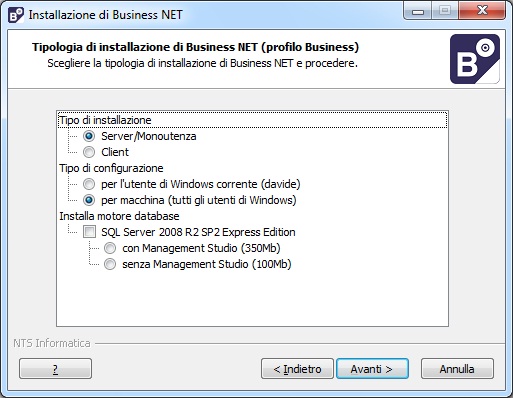 Installazione di Business NET
Tipologia di installazione di Business NET (profilo Business)
Scegliere la tipologia di installazione di Business NET e procedere.
B
Tipo di installazione
Server/Monoutenza
Client
Tipo di configurazione
per l'utente di Windows corrente (davide)
per macchina (tutti gli utenti di Windows)
Installa motore database
SQL Server 2008 R2 SP2 Express Edition
con Management Studio (350Mb)
senza Management Studio (100Mb)
NTS Informatica
? < Indietro Avanti > Annulla